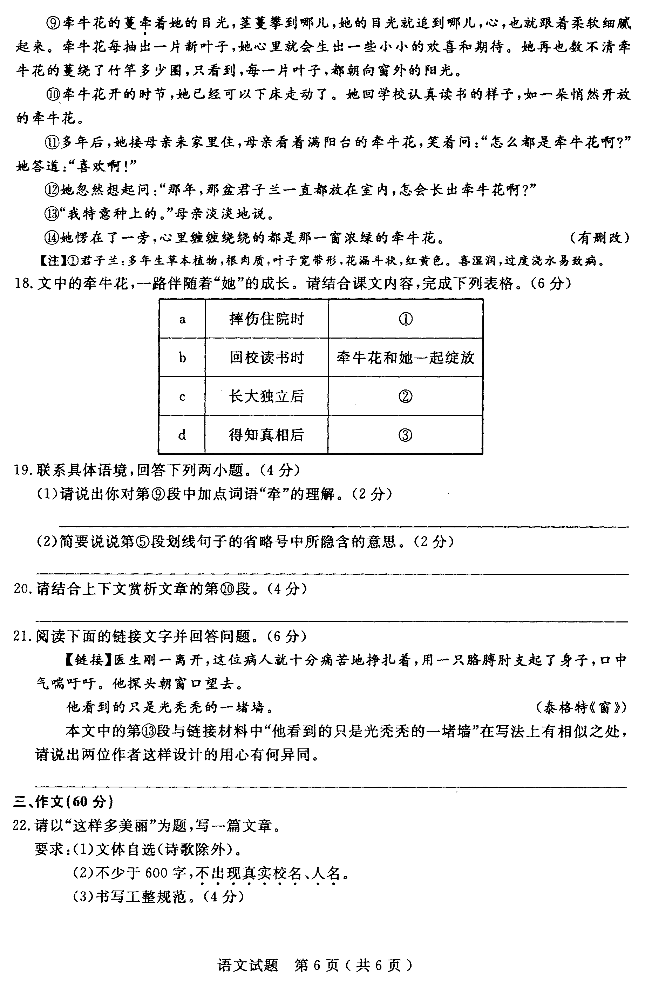 ⑨牵牛花的蔓牵着她的目光,茎蔓攀到哪儿,她的目光就追到哪儿,心,也就跟着柔软细腻
起来。牵牛花每抽出一片新叶子,她心里就会生出一些小小的欢喜和期待。她再也数不清牵
牛花的蔓绕了竹竿多少圈,只看到,每一片叶子,都朝向窗外的阳光。
⑩牵牛花开的时节,她已经可以下床走动了。她回学校认真读书的样子,如一朵悄然开放
的牵牛花。
⑪多年后,她接母亲来家里住,母亲看着满阳台的牵牛花,笑着问:“怎么都是牵牛花啊?”
她答道:“喜欢啊!”
⑫她忽然想起问:“那年,那盆君子兰一直都放在室内,怎会长出牵牛花啊?”
⑬“我特意种上的。”母亲淡淡地说。
⑭她愣在了一旁,心里缠缠绕绕的都是那一窗浓绿的牵牛花。 (有删改)
【注】①君子兰:多年生草本植物,根肉质,叶子宽带形,花漏斗状,红黄色。喜湿润,过度浇水易致病。
18.文中的牵牛花,一路伴随着“她”的成长。请结合课文内容,完成下列表格。(6 分)
a 摔伤住院时 ①
b 回校读书时 牵牛花和她一起绽放
c 长大独立后 ②
d 得知真相后 ③
19.联系具体语境,回答下列两小题。(4 分)
(1)请说出你对第⑨段中加点词语“牵”的理解。(2 分)
(2)简要说说第⑤段划线句子的省略号中所隐含的意思。(2 分)
20.请结合上下文赏析文章的第⑩段。(4 分)
21.阅读下面的链接文字并回答问题。(6 分)
【链接】医生刚一离开,这位病人就十分痛苦地挣扎着,用一只胳膊肘支起了身子,口中
气喘吁吁。他探头朝窗口望去。
他看到的只是光秃秃的一堵墙。 (泰格特《窗》)
本文中的第⑬段与链接材料中“他看到的只是光秃秃的一堵墙”在写法上有相似之处,
请说出两位作者这样设计的用心有何异同。
三、作文(60 分)
22.请以“这样多美丽”为题,写一篇文章。
要求:(1)文体自选(诗歌除外)。
(2)不少于 600 字,不出现真实校名、人名。
(3)书写工整规范。(4 分)
语文试题 第 6 页(共 6 页)